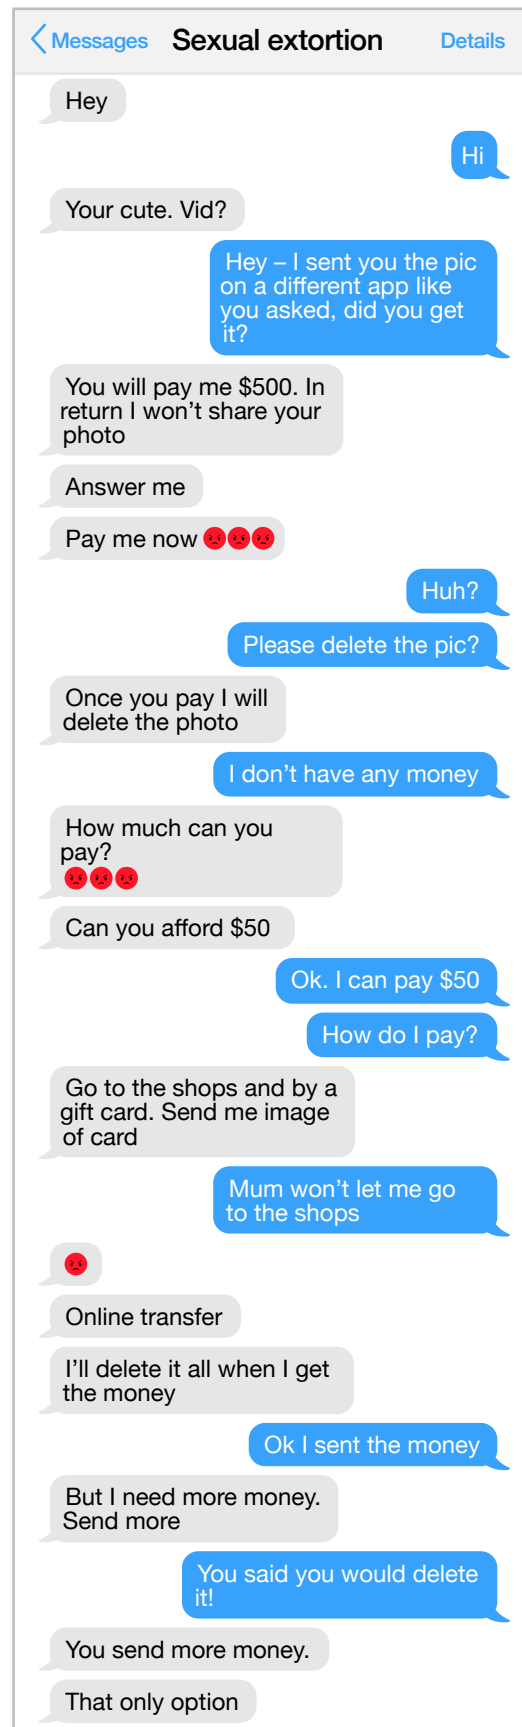 Messages Sexual extortion Details
Hey
Hi
Your cute. Vid?
Hey – I sent you the pic
on a different app like
you asked, did you get
it?
You will pay me $500. In
return I won’t share your
photo
Answer me
Pay me now 😡😡😡
Huh?
Please delete the pic?
Once you pay I will
delete the photo
I don’t have any money
How much can you
pay?
😡😡😡
Can you afford $50
Ok. I can pay $50
How do I pay?
Go to the shops and by a
gift card. Send me image
of card
Mum won’t let me go
to the shops
😡
Online transfer
I’ll delete it all when I get
the money
Ok I sent the money
But I need more money.
Send more
You said you would delete
it!
You send more money.
That only option